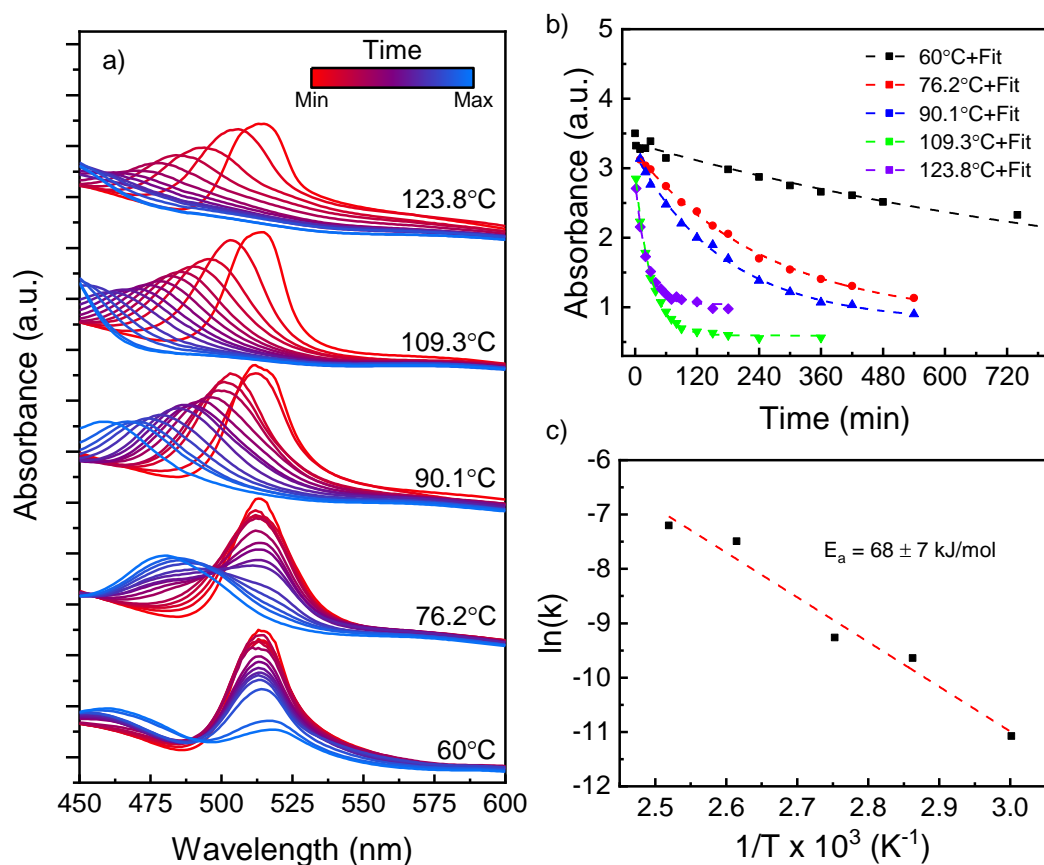 a)
Time
Min
Max
123.8°C
109.3°C
90.1°C
76.2°C
60°C
Absorbance (a.u.)
450 475 500 525 550 575 600
Wavelength (nm)
b)
5
4
3
2
1
Absorbance (a.u.)
60°C+Fit
76.2°C+Fit
90.1°C+Fit
109.3°C+Fit
123.8°C+Fit
0 120 240 360 480 600 720
Time (min)
c)
-6
-7
-8
-9
-10
-11
-12
ln(k)
Eₐ = 68 ± 7 kJ/mol
2.5 2.6 2.7 2.8 2.9 3.0
1/T x 10³ (K⁻¹)